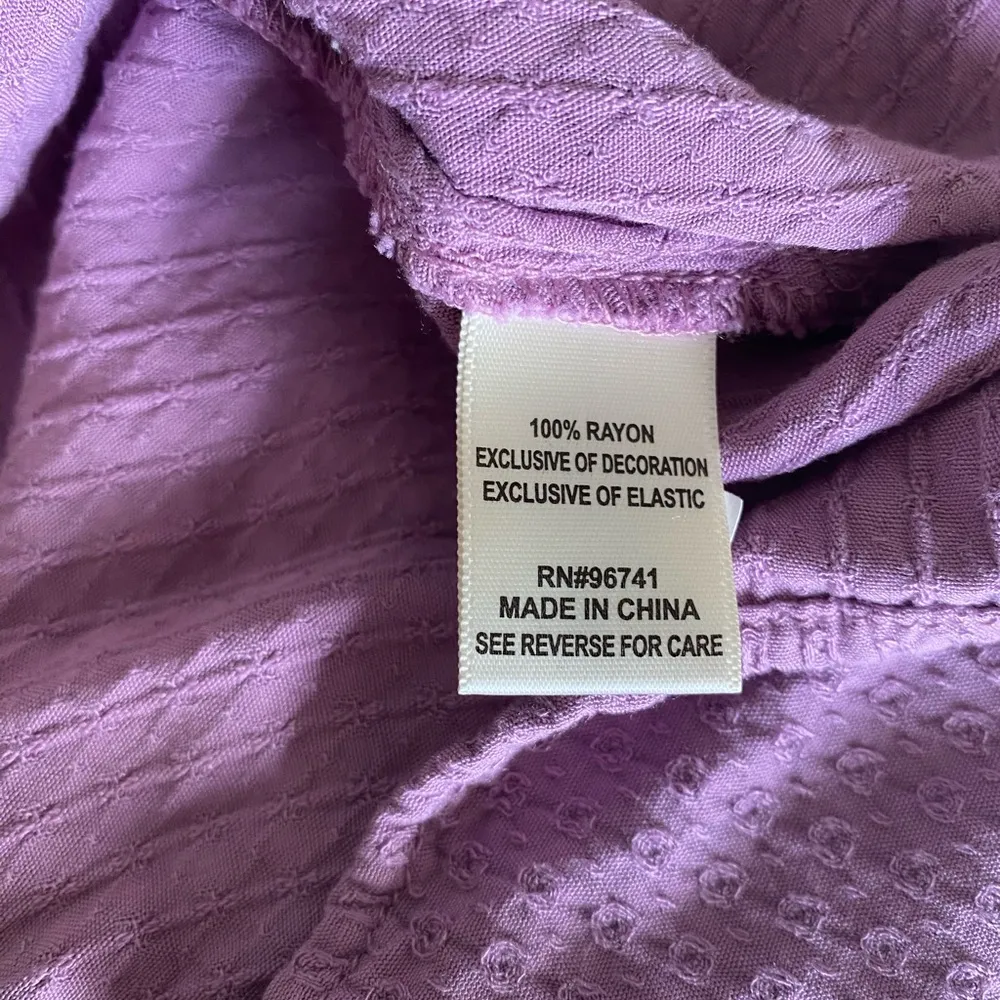 100% RAYON
EXCLUSIVE OF DECORATION
EXCLUSIVE OF ELASTIC
RN#96741
MADE IN CHINA
SEE REVERSE FOR CARE